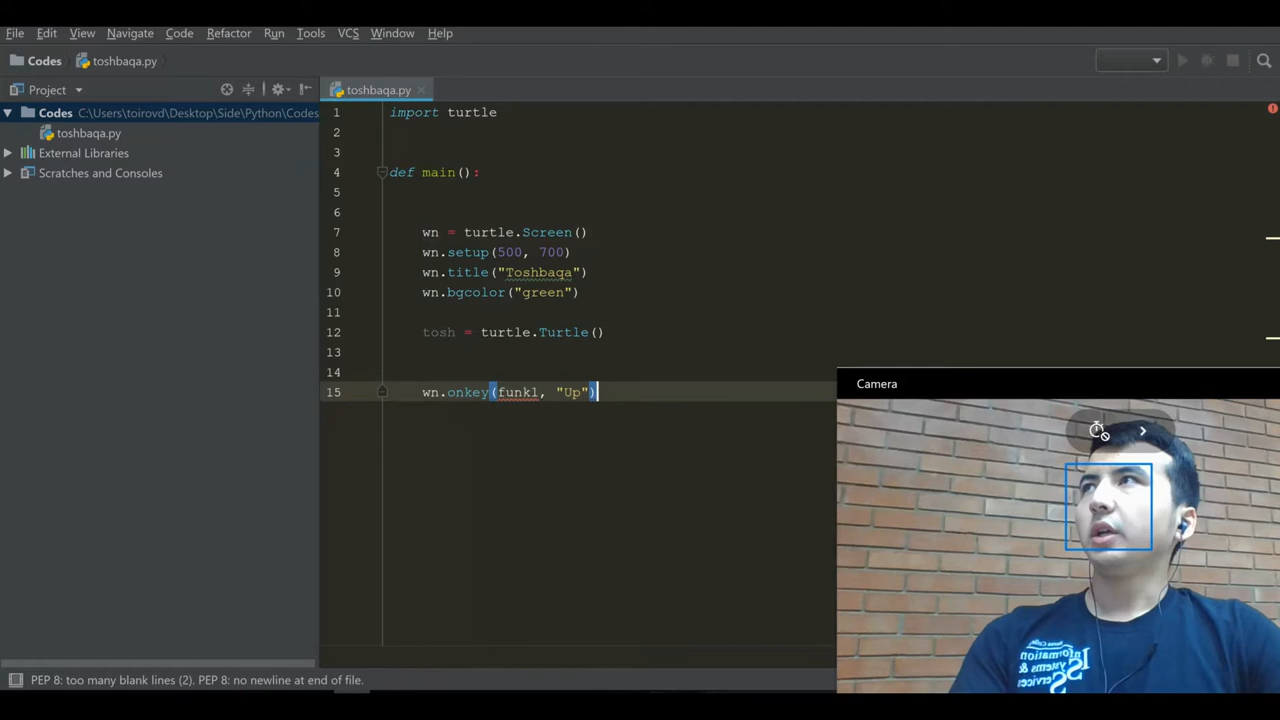 File Edit View Navigate Code Refactor Run Tools VCS Window Help
Codes toshbaqa.py
Project
toshbaqa.py
Codes C:\Users\toirovd\Desktop\Side\Python\Codes
toshbaqa.py
External Libraries
Scratches and Consoles
1 import turtle
2
3
4 def main():
5
6
7 wn = turtle.Screen()
8 wn.setup(500, 700)
9 wn.title("Toshbaqa")
10 wn.bgcolor("green")
11
12 tosh = turtle.Turtle()
13
14
15 wn.onkey(funk1, "Up")
Camera
Information
Systems &
Services
PEP 8: too many blank lines (2). PEP 8: no newline at end of file.